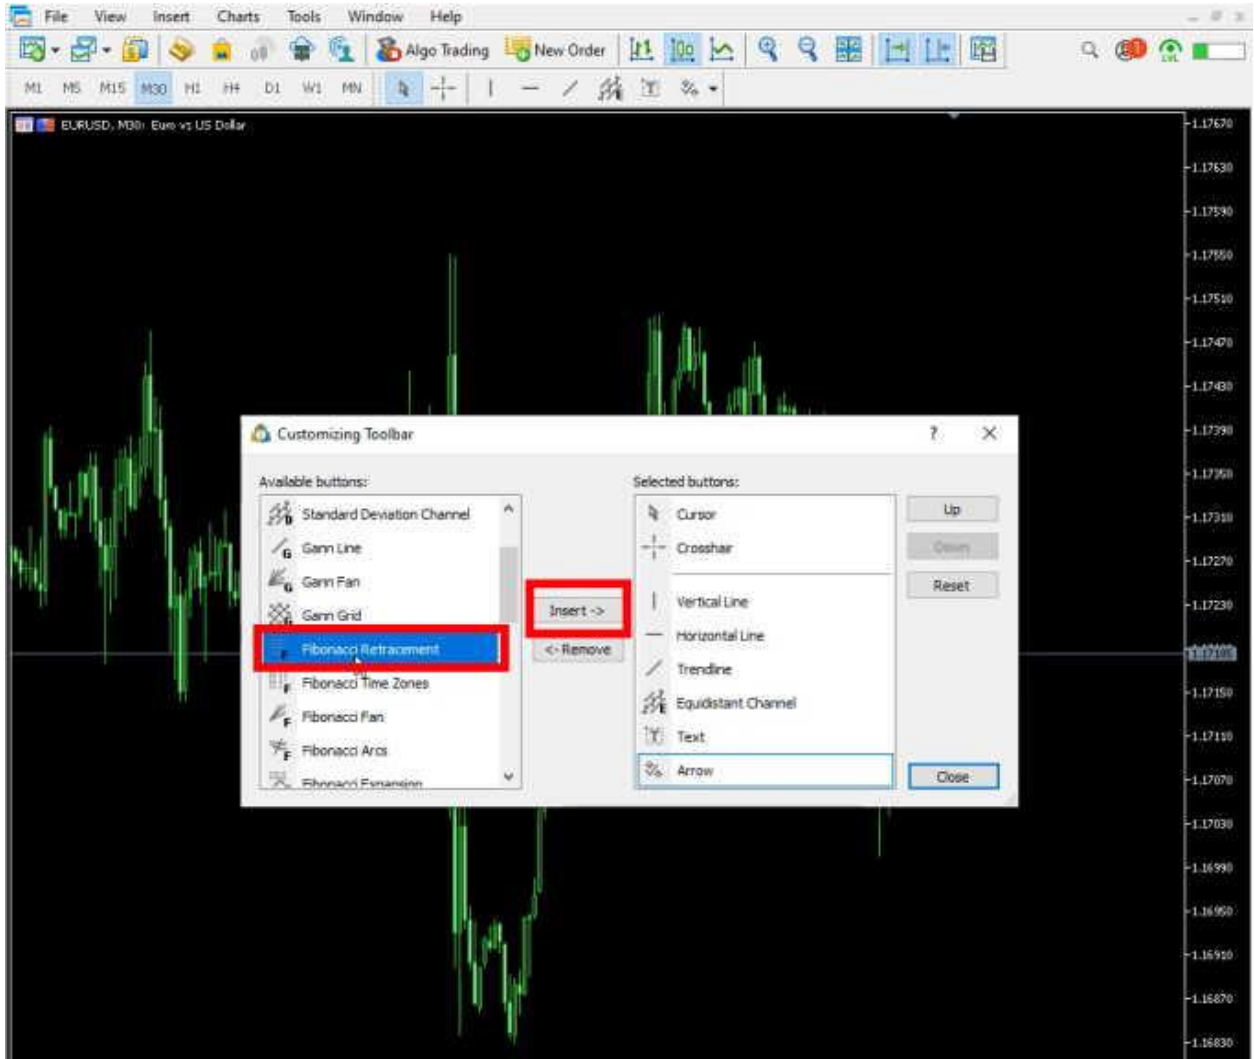 File View Insert Charts Tools Window Help
Algo Trading New Order
M1 M5 M15 M30 H1 H4 D1 W1 MN
EURUSD, M30: Euro vs US Dollar
1.17670
1.17630
1.17590
1.17550
1.17510
1.17470
1.17430
1.17390
1.17350
1.17310
1.17270
1.17230
1.17150
1.17110
1.17070
1.17030
1.16990
1.16950
1.16910
1.16870
1.16830
Customizing Toolbar
Available buttons:
Standard Deviation Channel
Gann Line
Gann Fan
Gann Grid
Fibonacci Retracement
Fibonacci Time Zones
Fibonacci Fan
Fibonacci Arcs
Fibonacci Expansion
Insert ->
<- Remove
Selected buttons:
Cursor
Crosshair
Vertical Line
Horizontal Line
Trendline
Equidistant Channel
Text
Arrow
Up
Down
Reset
Close